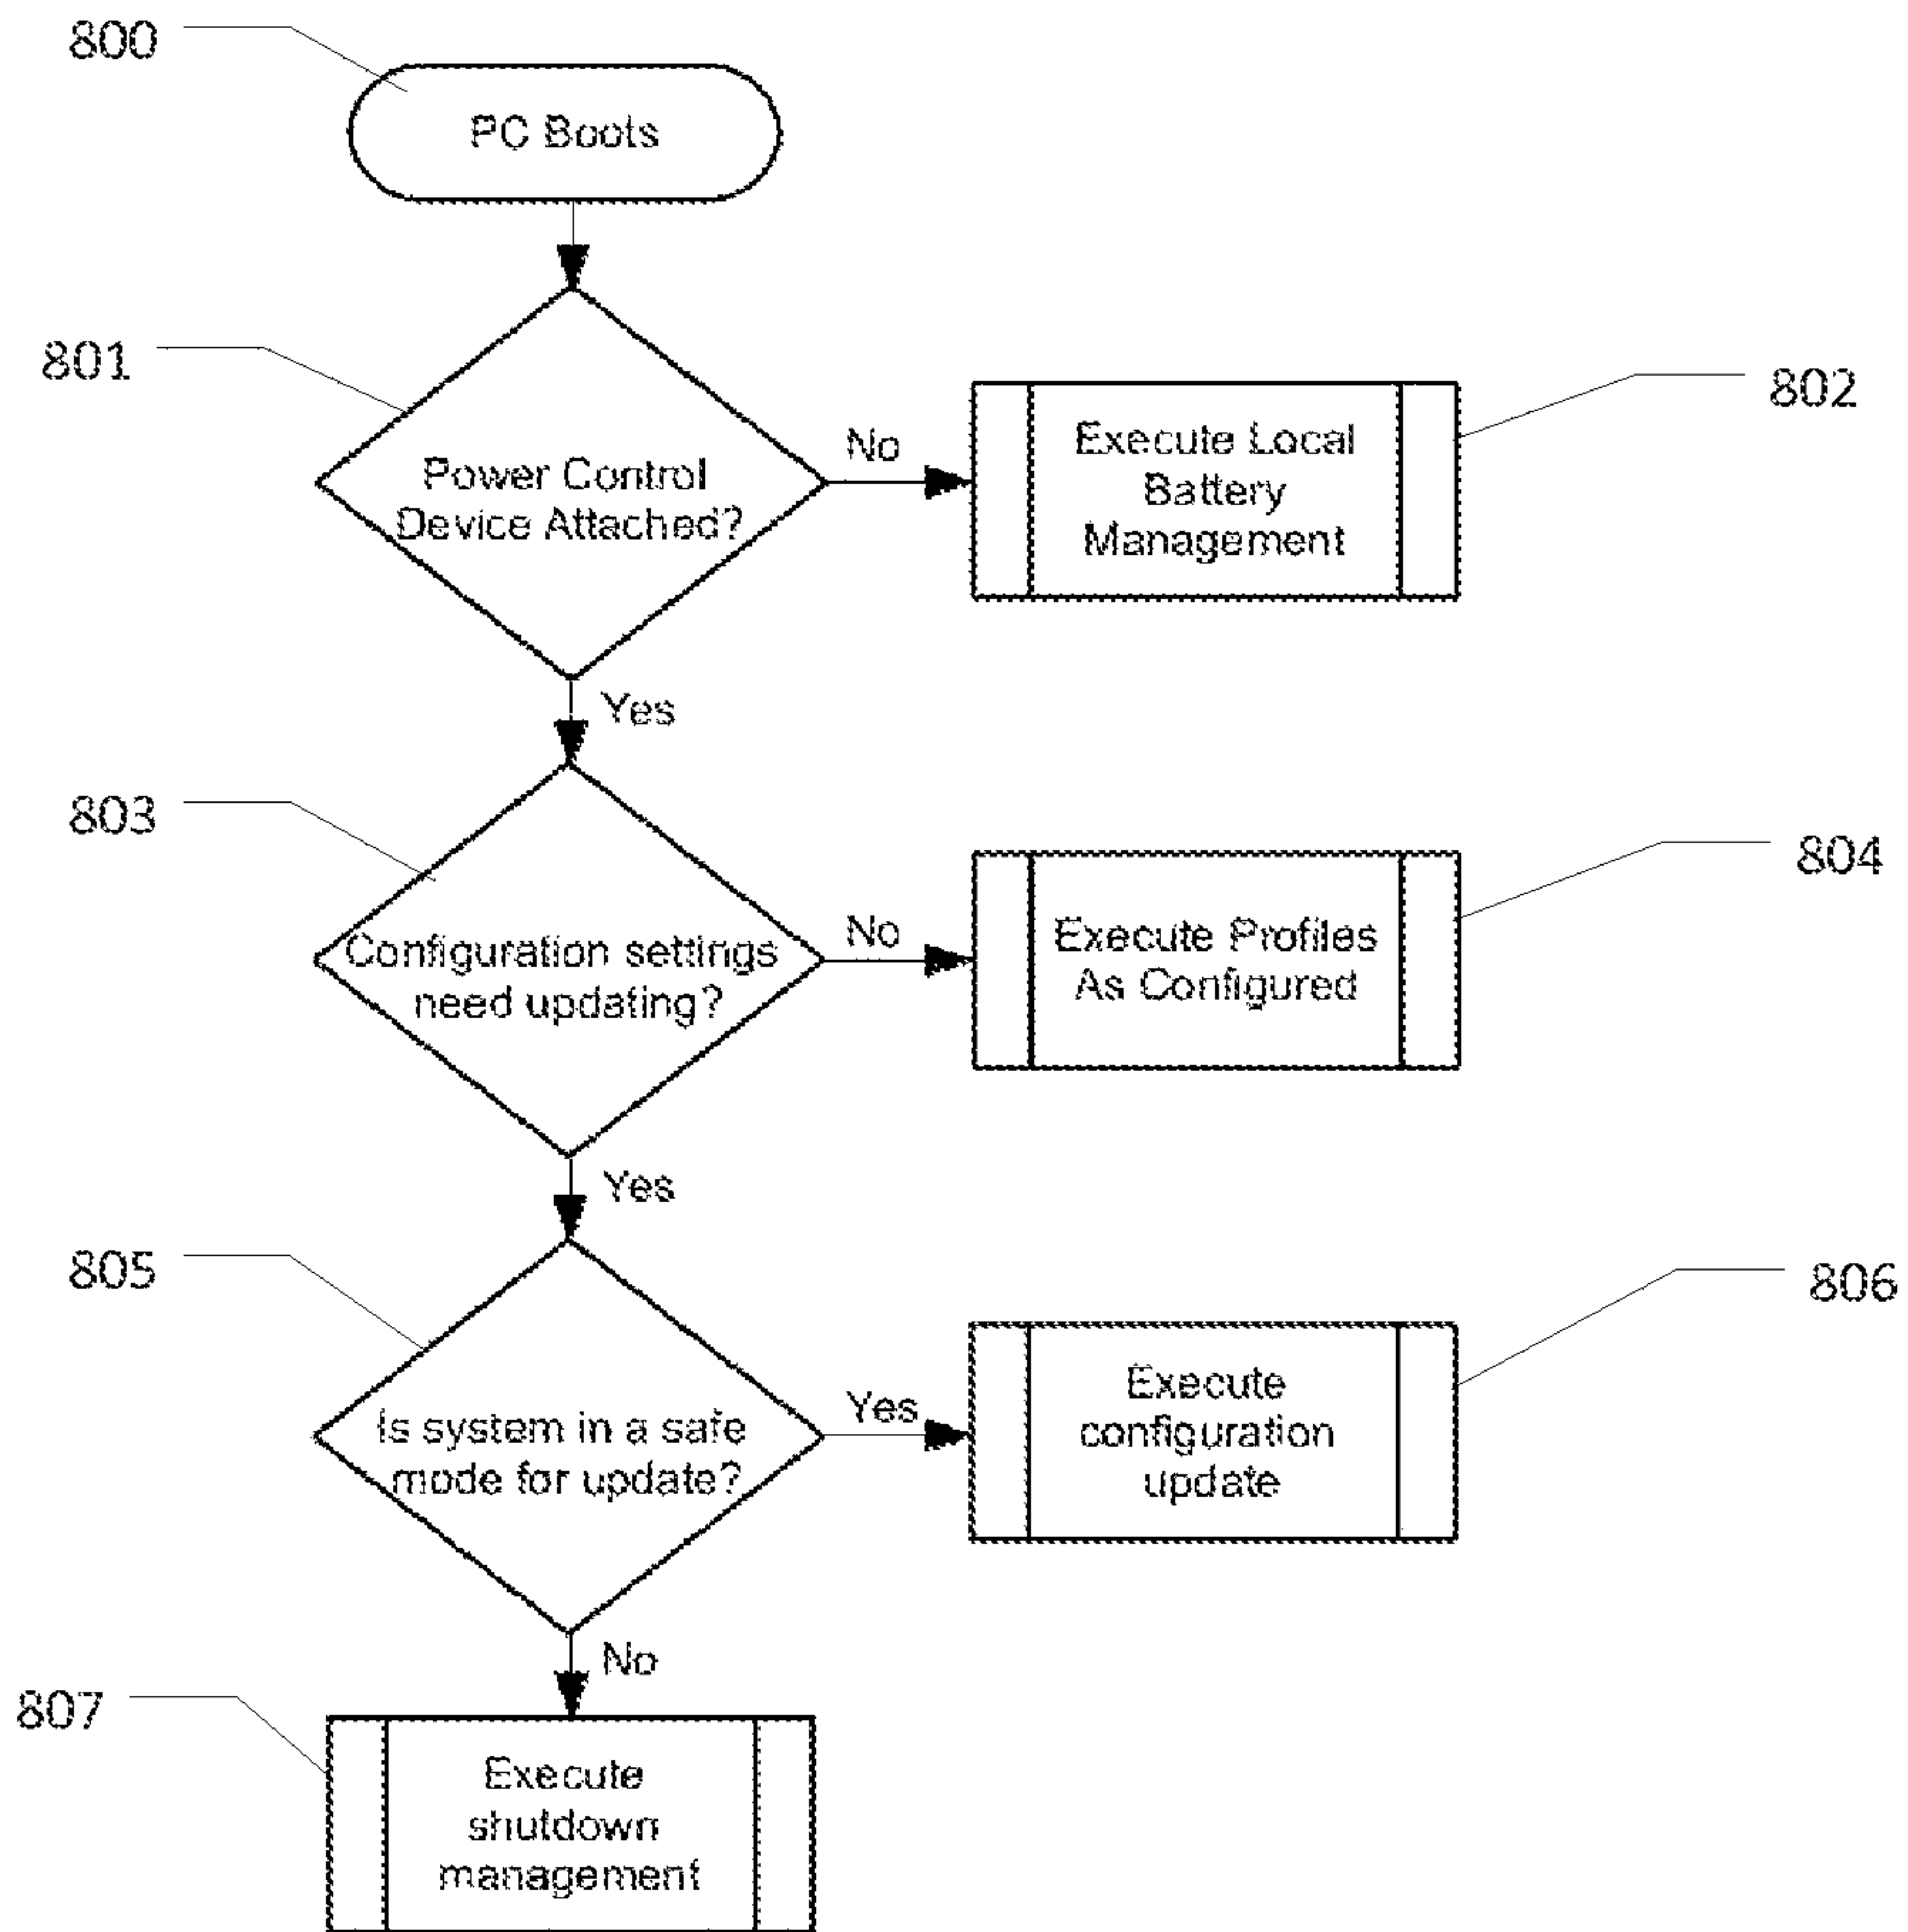 800
PC Boots
801
Power Control
Device Attached?
No
802
Execute Local
Battery
Management
Yes
803
Configuration settings
need updating?
No
804
Execute Profiles
As Configured
Yes
805
Is system in a safe
mode for update?
Yes
806
Execute
configuration
update
No
807
Execute
shutdown
management